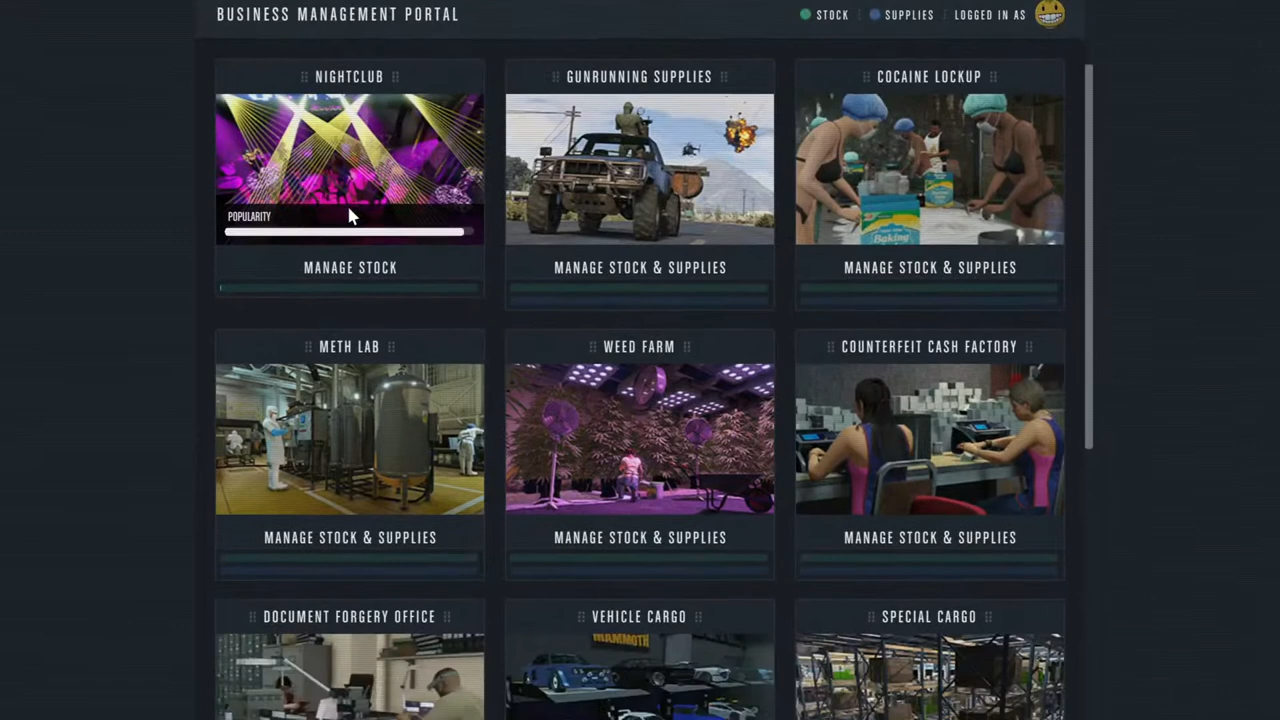 BUSINESS MANAGEMENT PORTAL
STOCK SUPPLIES LOGGED IN AS
NIGHTCLUB
GUNRUNNING SUPPLIES
COCAINE LOCKUP
POPULARITY
Baking
MANAGE STOCK
MANAGE STOCK & SUPPLIES
MANAGE STOCK & SUPPLIES
METH LAB
WEED FARM
COUNTERFEIT CASH FACTORY
MANAGE STOCK & SUPPLIES
MANAGE STOCK & SUPPLIES
MANAGE STOCK & SUPPLIES
DOCUMENT FORGERY OFFICE
VEHICLE CARGO
SPECIAL CARGO
MAMMOTH